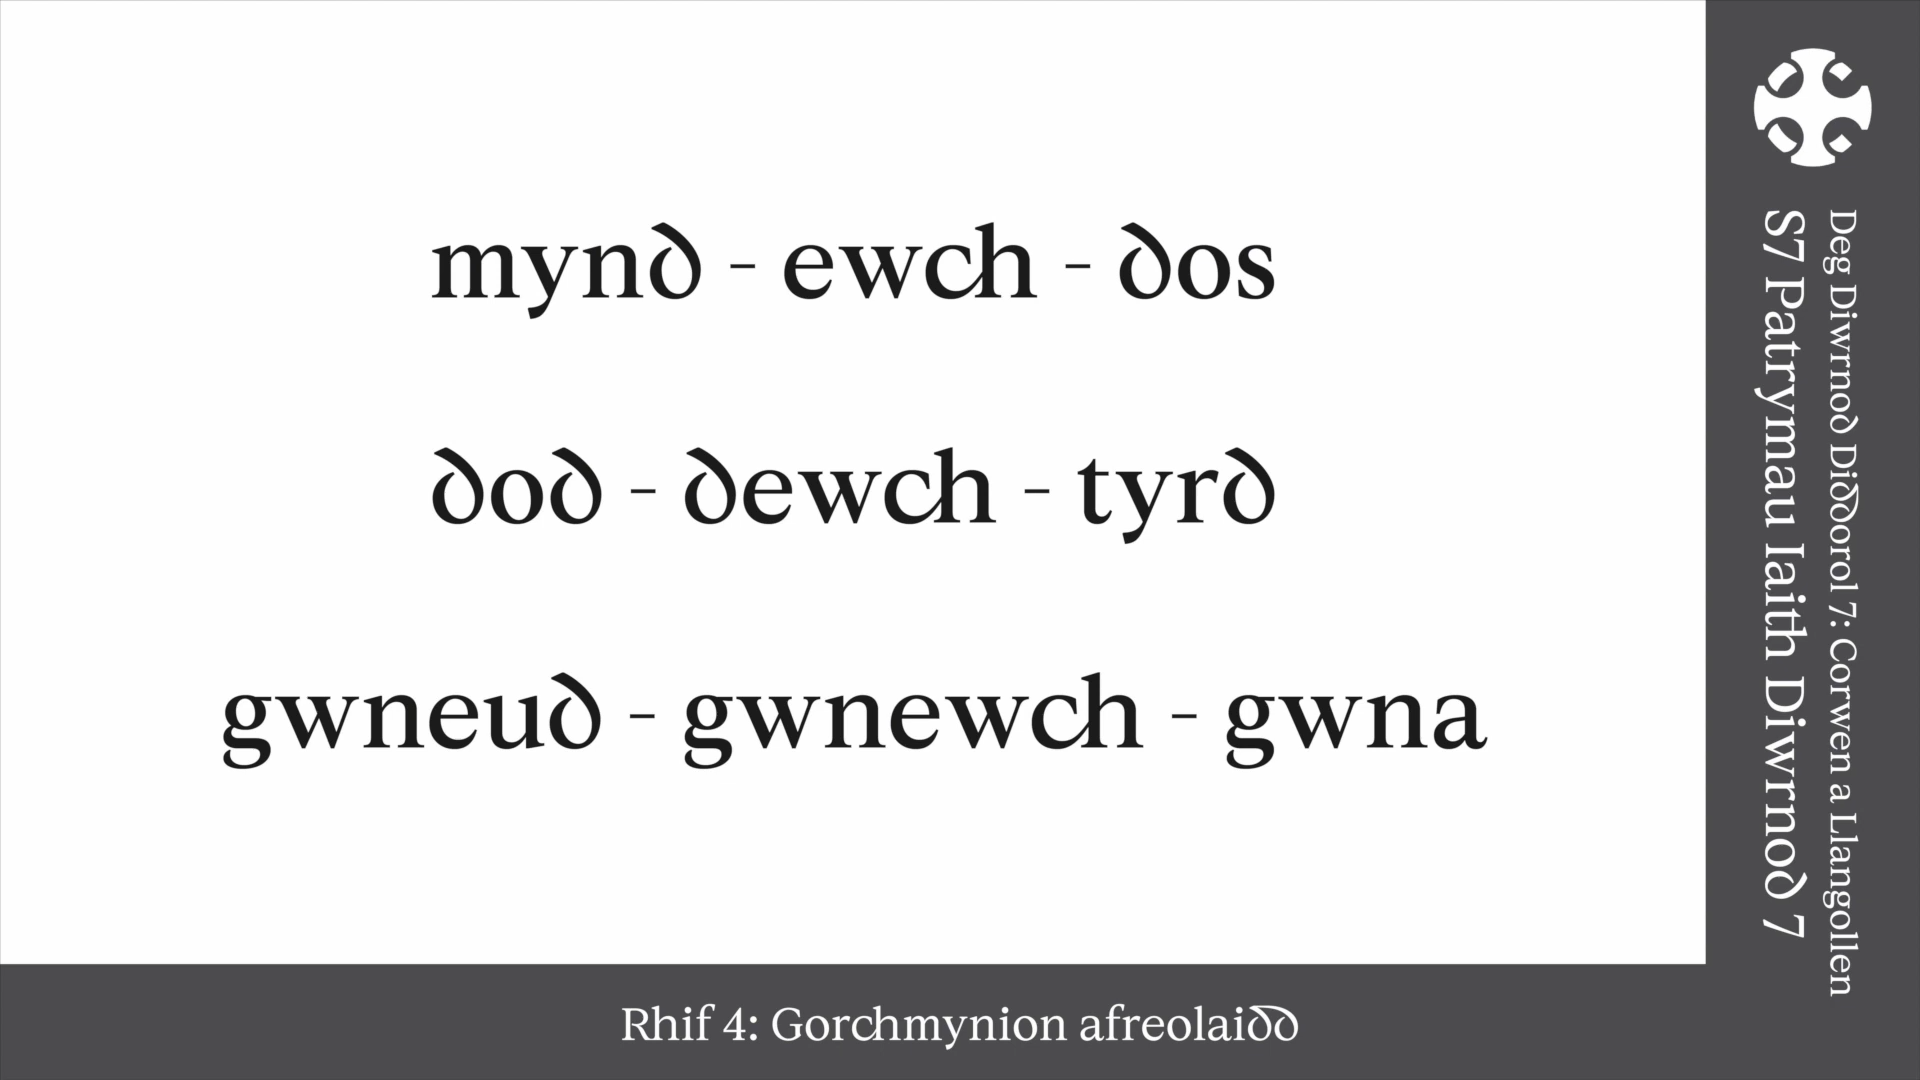 mynd - ewch - dos
dod - dewch - tyrd
gwneud - gwnewch - gwna
Rhif 4: Gorchmynion afreolaidd
Deg Diwrnod Diddorol 7: Corwen a Llangollen
S7 Patrymau Iaith Diwrnod 7